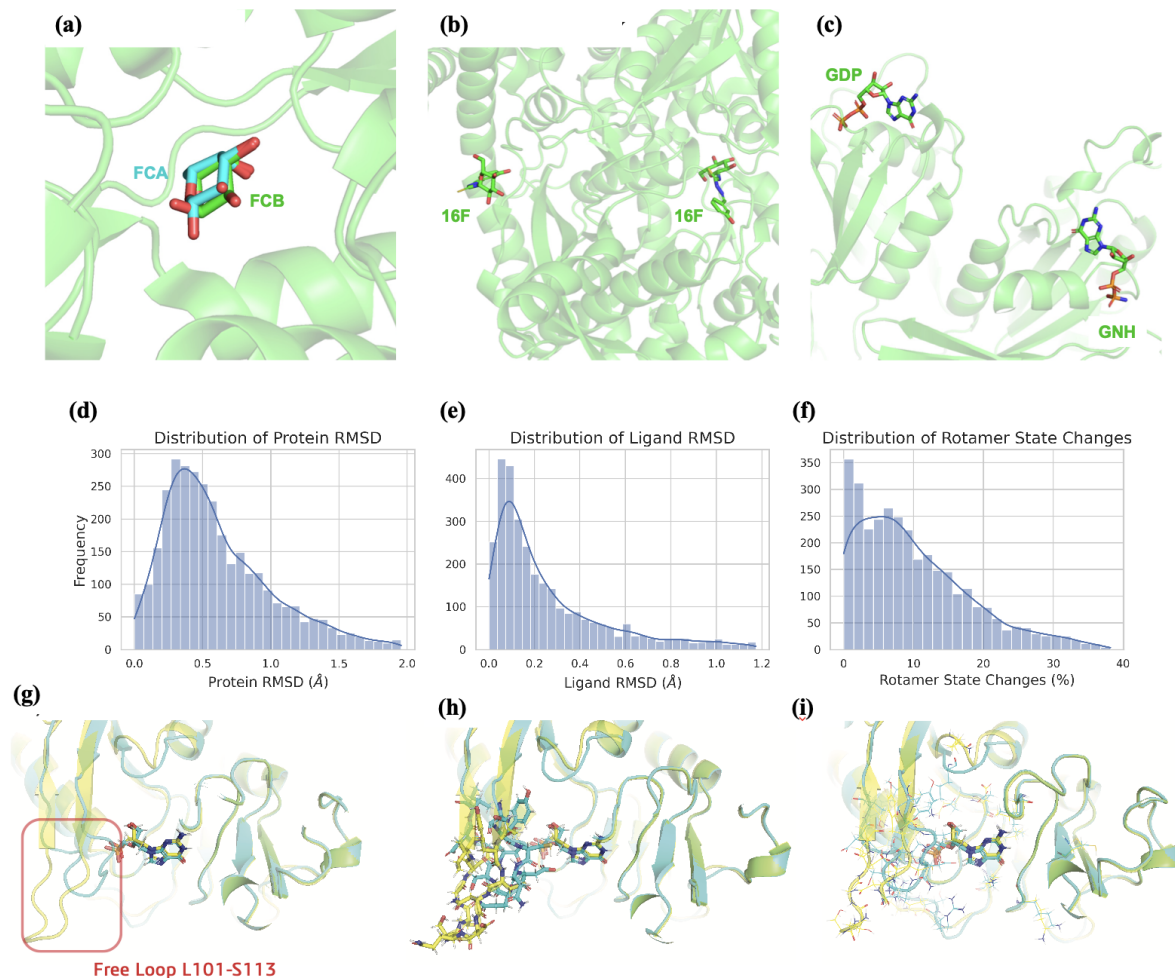 (a)
(b)
(c)
FCA
FCB
16F
16F
GDP
GNH
(d)
(e)
(f)
Distribution of Protein RMSD
Distribution of Ligand RMSD
Distribution of Rotamer State Changes
Frequency
300
250
200
150
100
50
0
0.0 0.5 1.0 1.5 2.0
Protein RMSD (Å)
400
300
200
100
0
0.0 0.2 0.4 0.6 0.8 1.0 1.2
Ligand RMSD (Å)
350
300
250
200
150
100
50
0
0 10 20 30 40
Rotamer State Changes (%)
(g)
(h)
(i)
Free Loop L101-S113